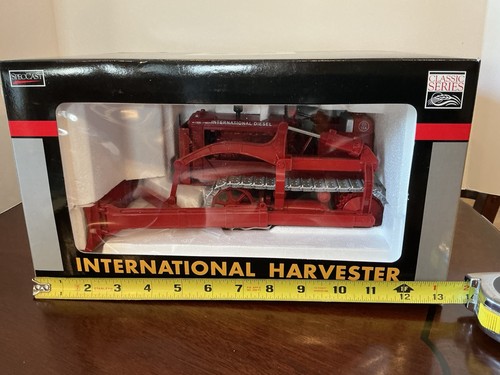 SPECCAST
CLASSIC
SERIES
INTERNATIONAL DIESEL
INTERNATIONAL HARVESTER
2 3 4 5 6 7 8 9 10 11 12 13